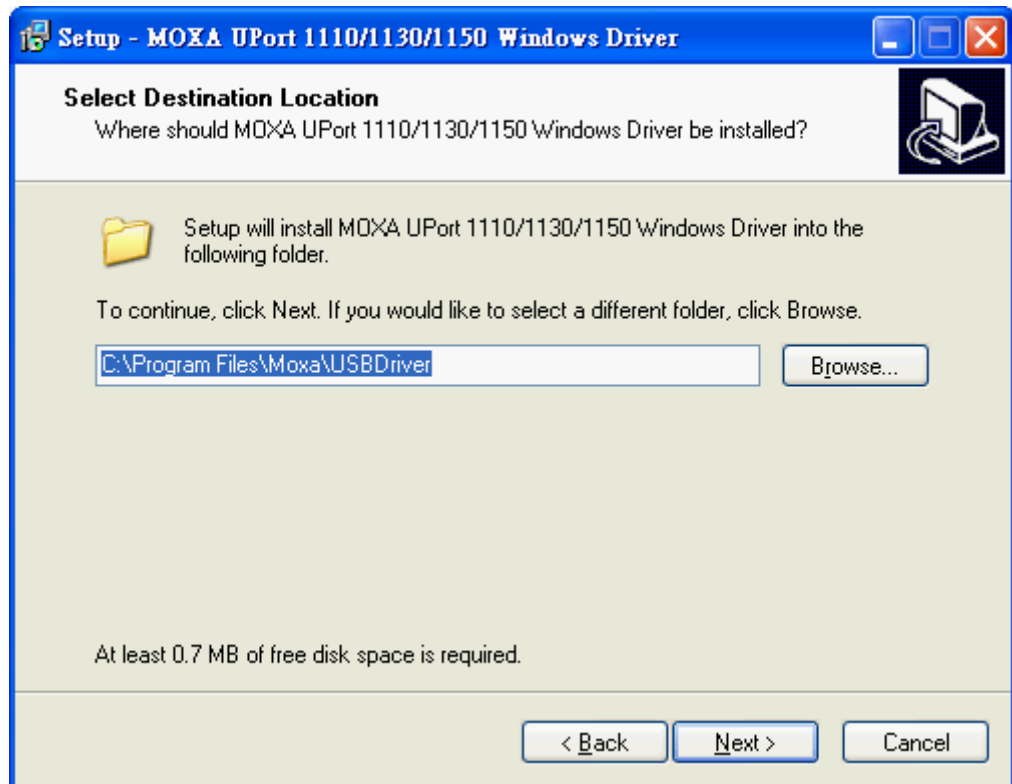 Setup - MOXA UPort 1110/1130/1150 Windows Driver
Select Destination Location
Where should MOXA UPort 1110/1130/1150 Windows Driver be installed?
Setup will install MOXA UPort 1110/1130/1150 Windows Driver into the
following folder.
To continue, click Next. If you would like to select a different folder, click Browse.
C:\Program Files\Moxa\USBDriver
Browse...
At least 0.7 MB of free disk space is required.
< Back
Next >
Cancel